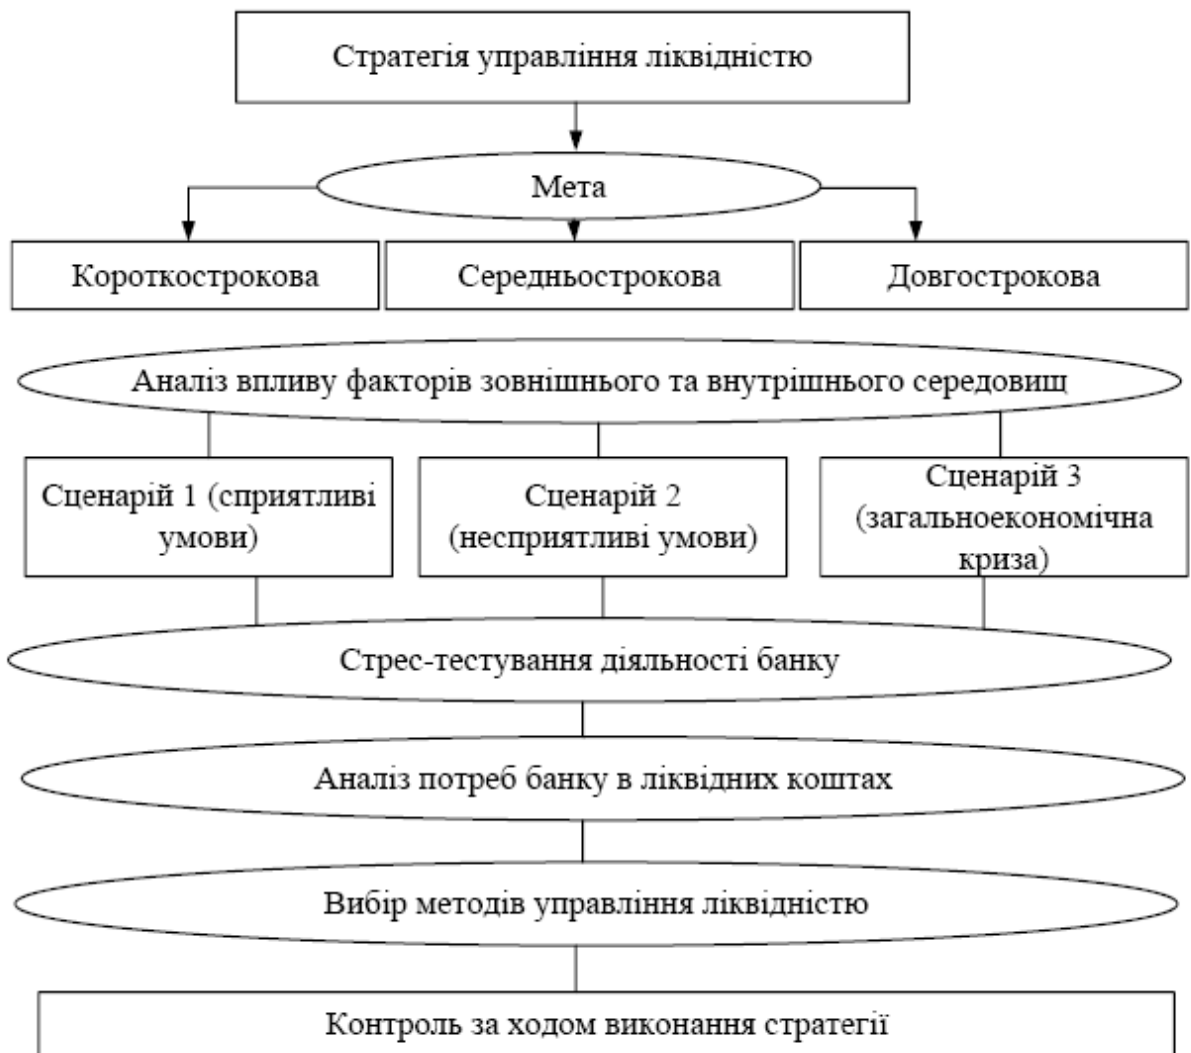 Стратегія управління ліквідністю
Мета
Короткострокова
Середньострокова
Довгострокова
Аналіз впливу факторів зовнішнього та внутрішнього середовищ
Сценарій 1 (сприятливі
умови)
Сценарій 2
(несприятливі умови)
Сценарій 3
(загальноекономічна
криза)
Стрес-тестування діяльності банку
Аналіз потреб банку в ліквідних коштах
Вибір методів управління ліквідністю
Контроль за ходом виконання стратегії